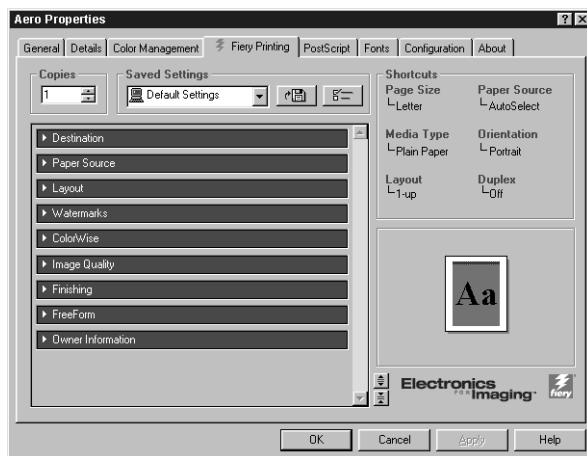 Aero Properties
General
Details
Color Management
Fiery Printing
PostScript
Fonts
Configuration
About
Copies
1
Saved Settings
Default Settings
Destination
Paper Source
Layout
Watermarks
ColorWise
Image Quality
Finishing
FreeForm
Owner Information
Shortcuts
Page Size
Letter
Paper Source
AutoSelect
Media Type
Plain Paper
Orientation
Portrait
Layout
1-up
Duplex
Off
Aa
Electronics
FOR Imaging
fiery
OK
Cancel
Apply
Help